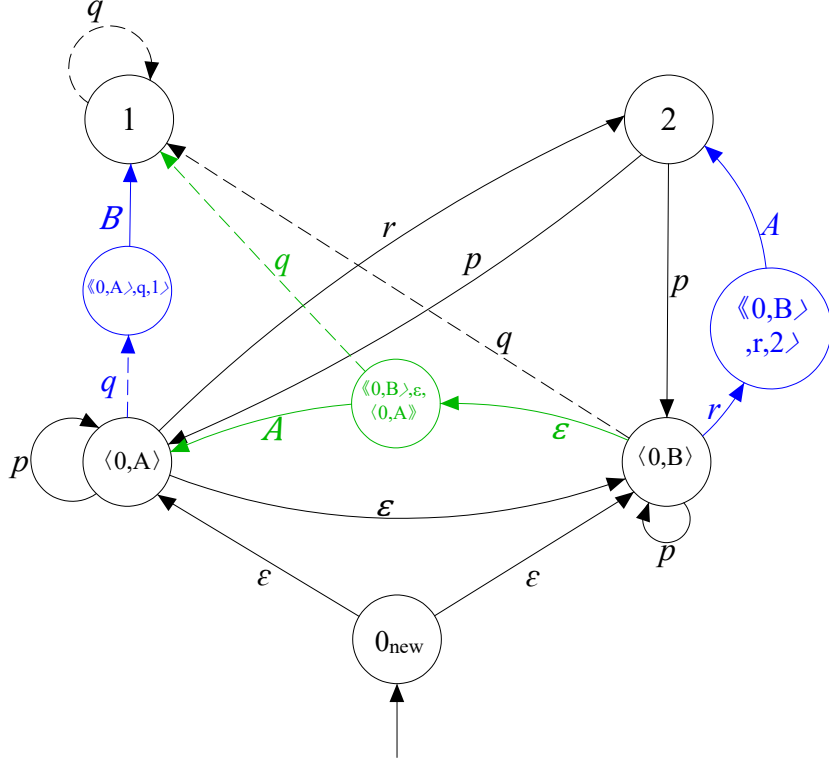 q
1
2
B
r
A
q
p
p
⟪0,A⟩,q,1⟩
⟪0,B⟩
,r,2⟩
q
q
⟪0,B⟩,ε,
⟨0,A⟫
r
A
ε
p
⟨0,A⟩
⟨0,B⟩
ε
p
ε
ε
0new